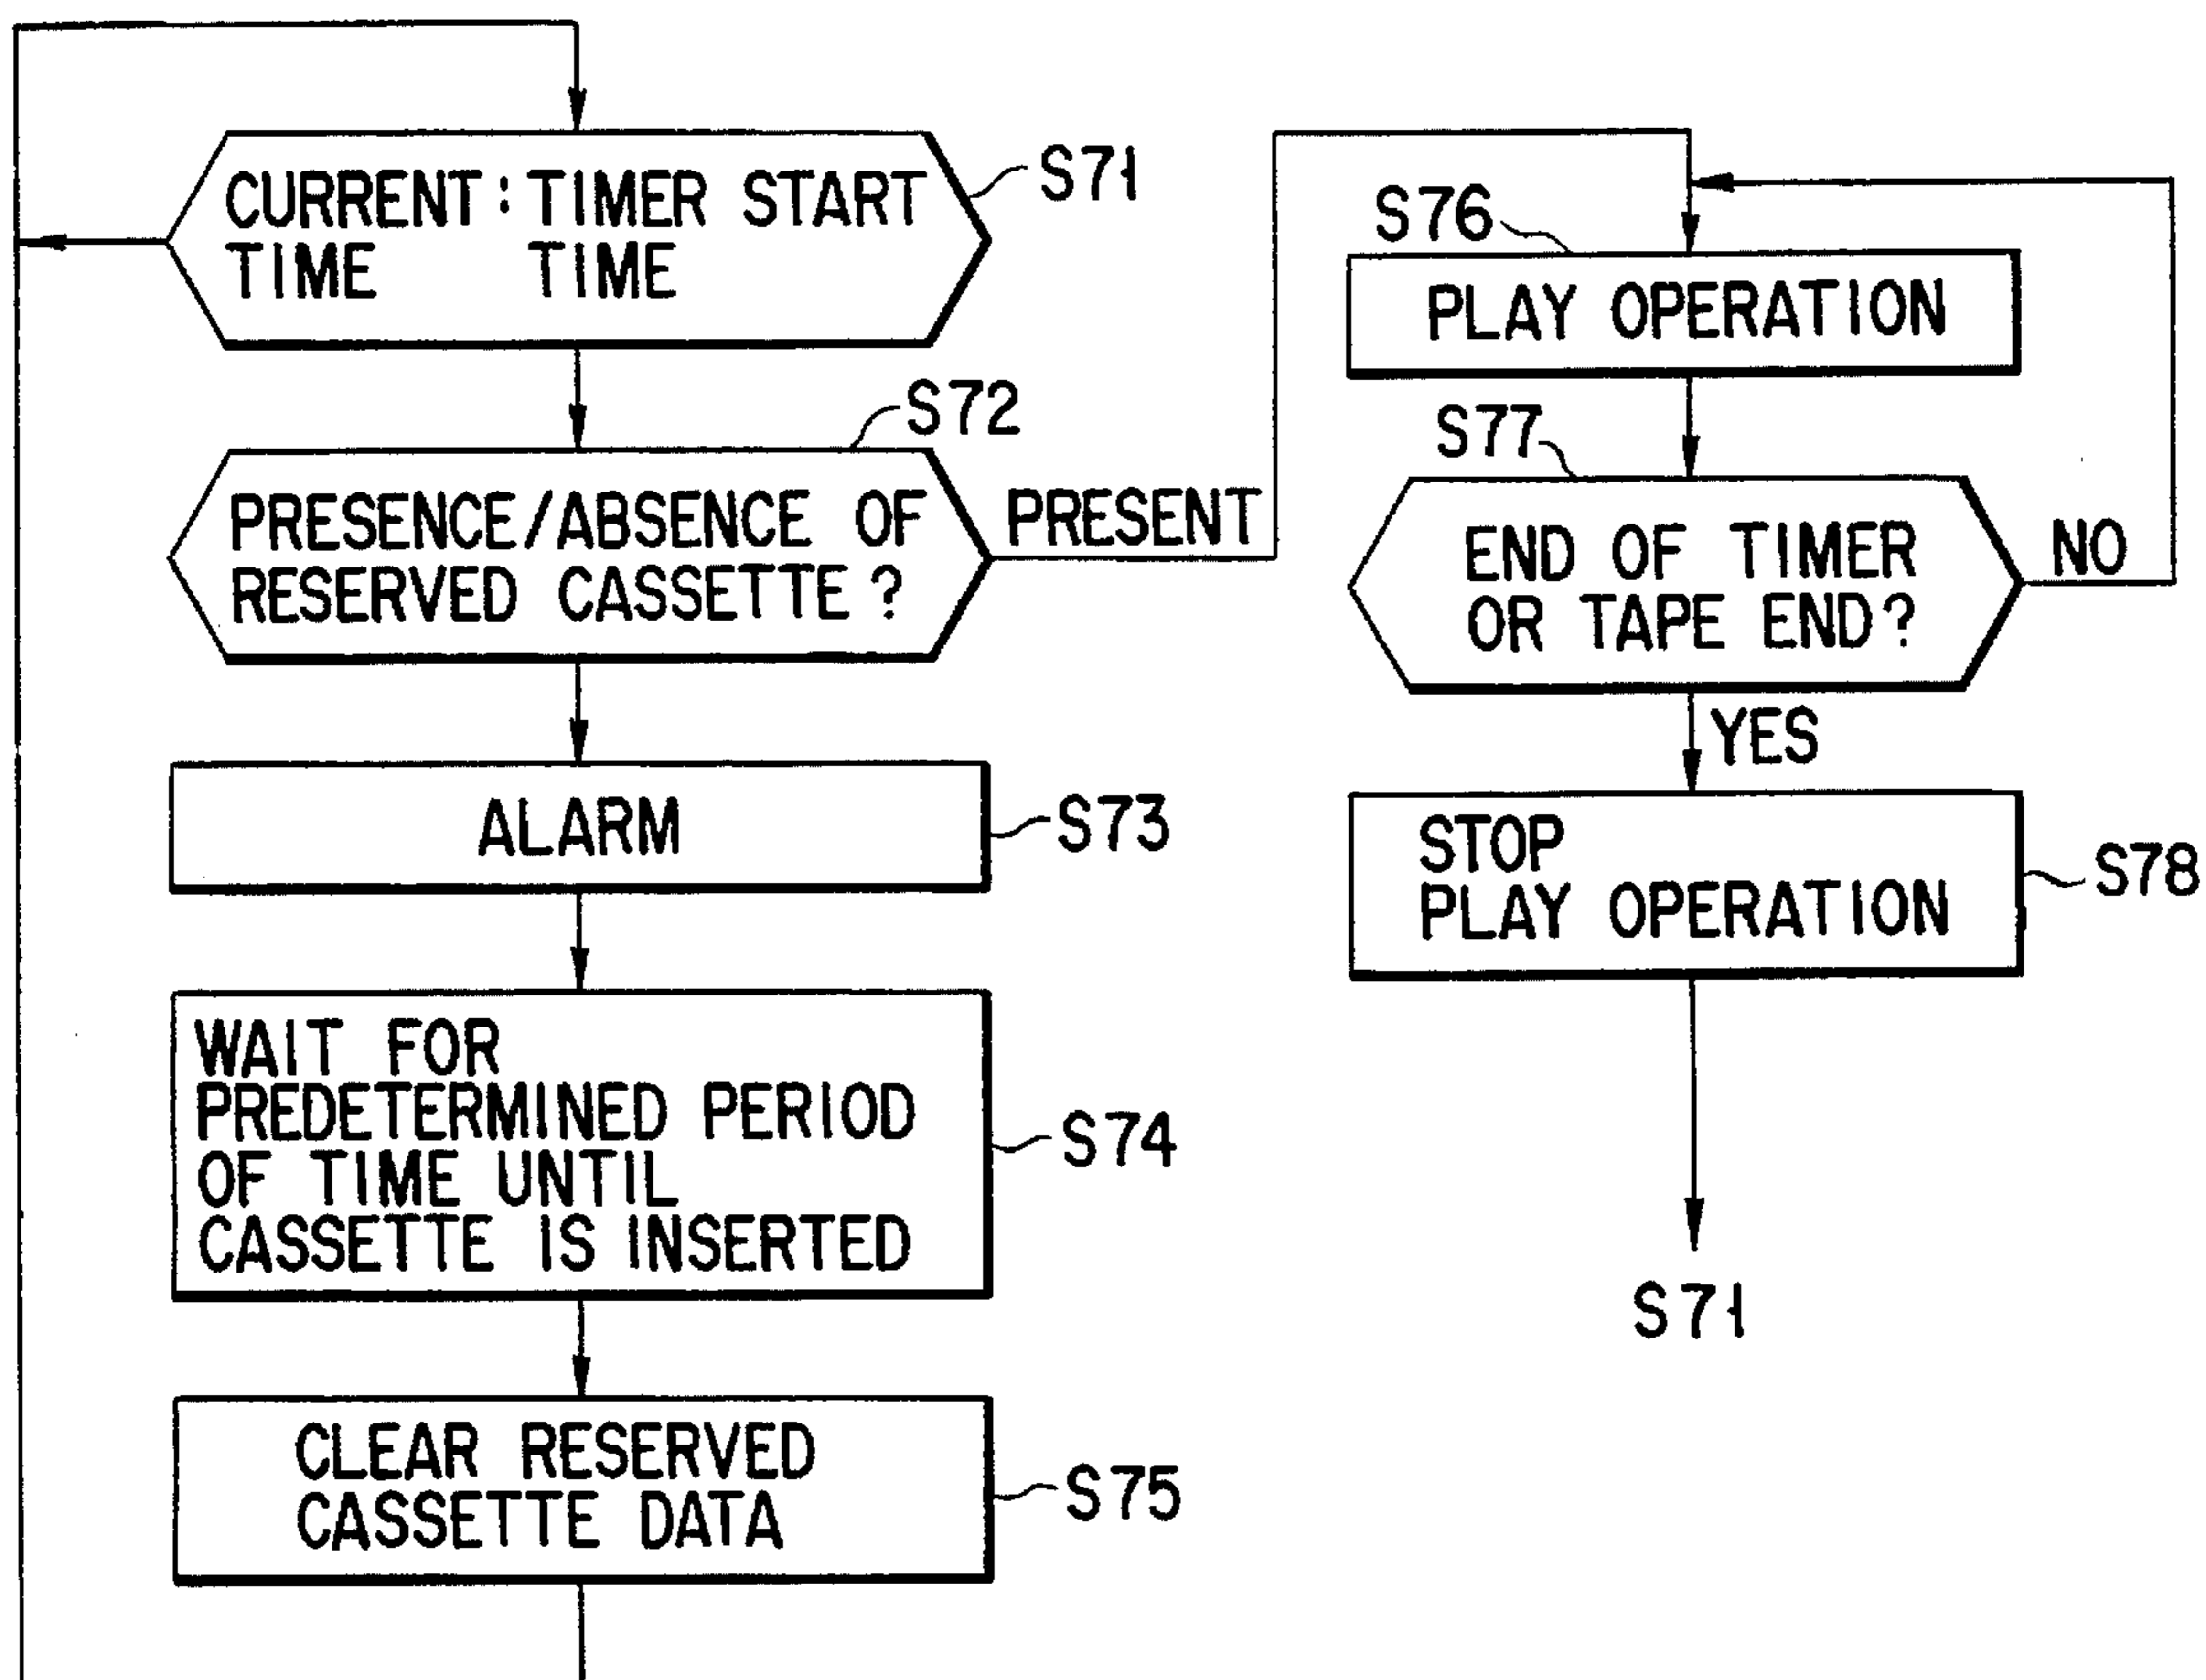 CURRENT : TIMER START
TIME TIME
S71
S72
PRESENCE/ABSENCE OF
RESERVED CASSETTE ?
PRESENT
ALARM
S73
WAIT FOR
PREDETERMINED PERIOD
OF TIME UNTIL
CASSETTE IS INSERTED
S74
CLEAR RESERVED
CASSETTE DATA
S75
S76
PLAY OPERATION
S77
END OF TIMER
OR TAPE END?
NO
YES
STOP
PLAY OPERATION
S78
S71